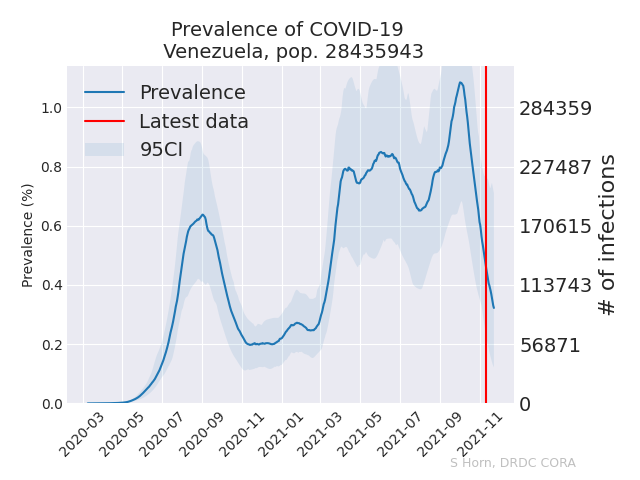 Prevalence of COVID-19
Venezuela, pop. 28435943
Prevalence
Latest data
95CI
Prevalence (%)
1.0
0.8
0.6
0.4
0.2
0.0
284359
227487
170615
113743
56871
0
# of infections
2020-03
2020-05
2020-07
2020-09
2020-11
2021-01
2021-03
2021-05
2021-07
2021-09
2021-11
S Horn, DRDC CORA